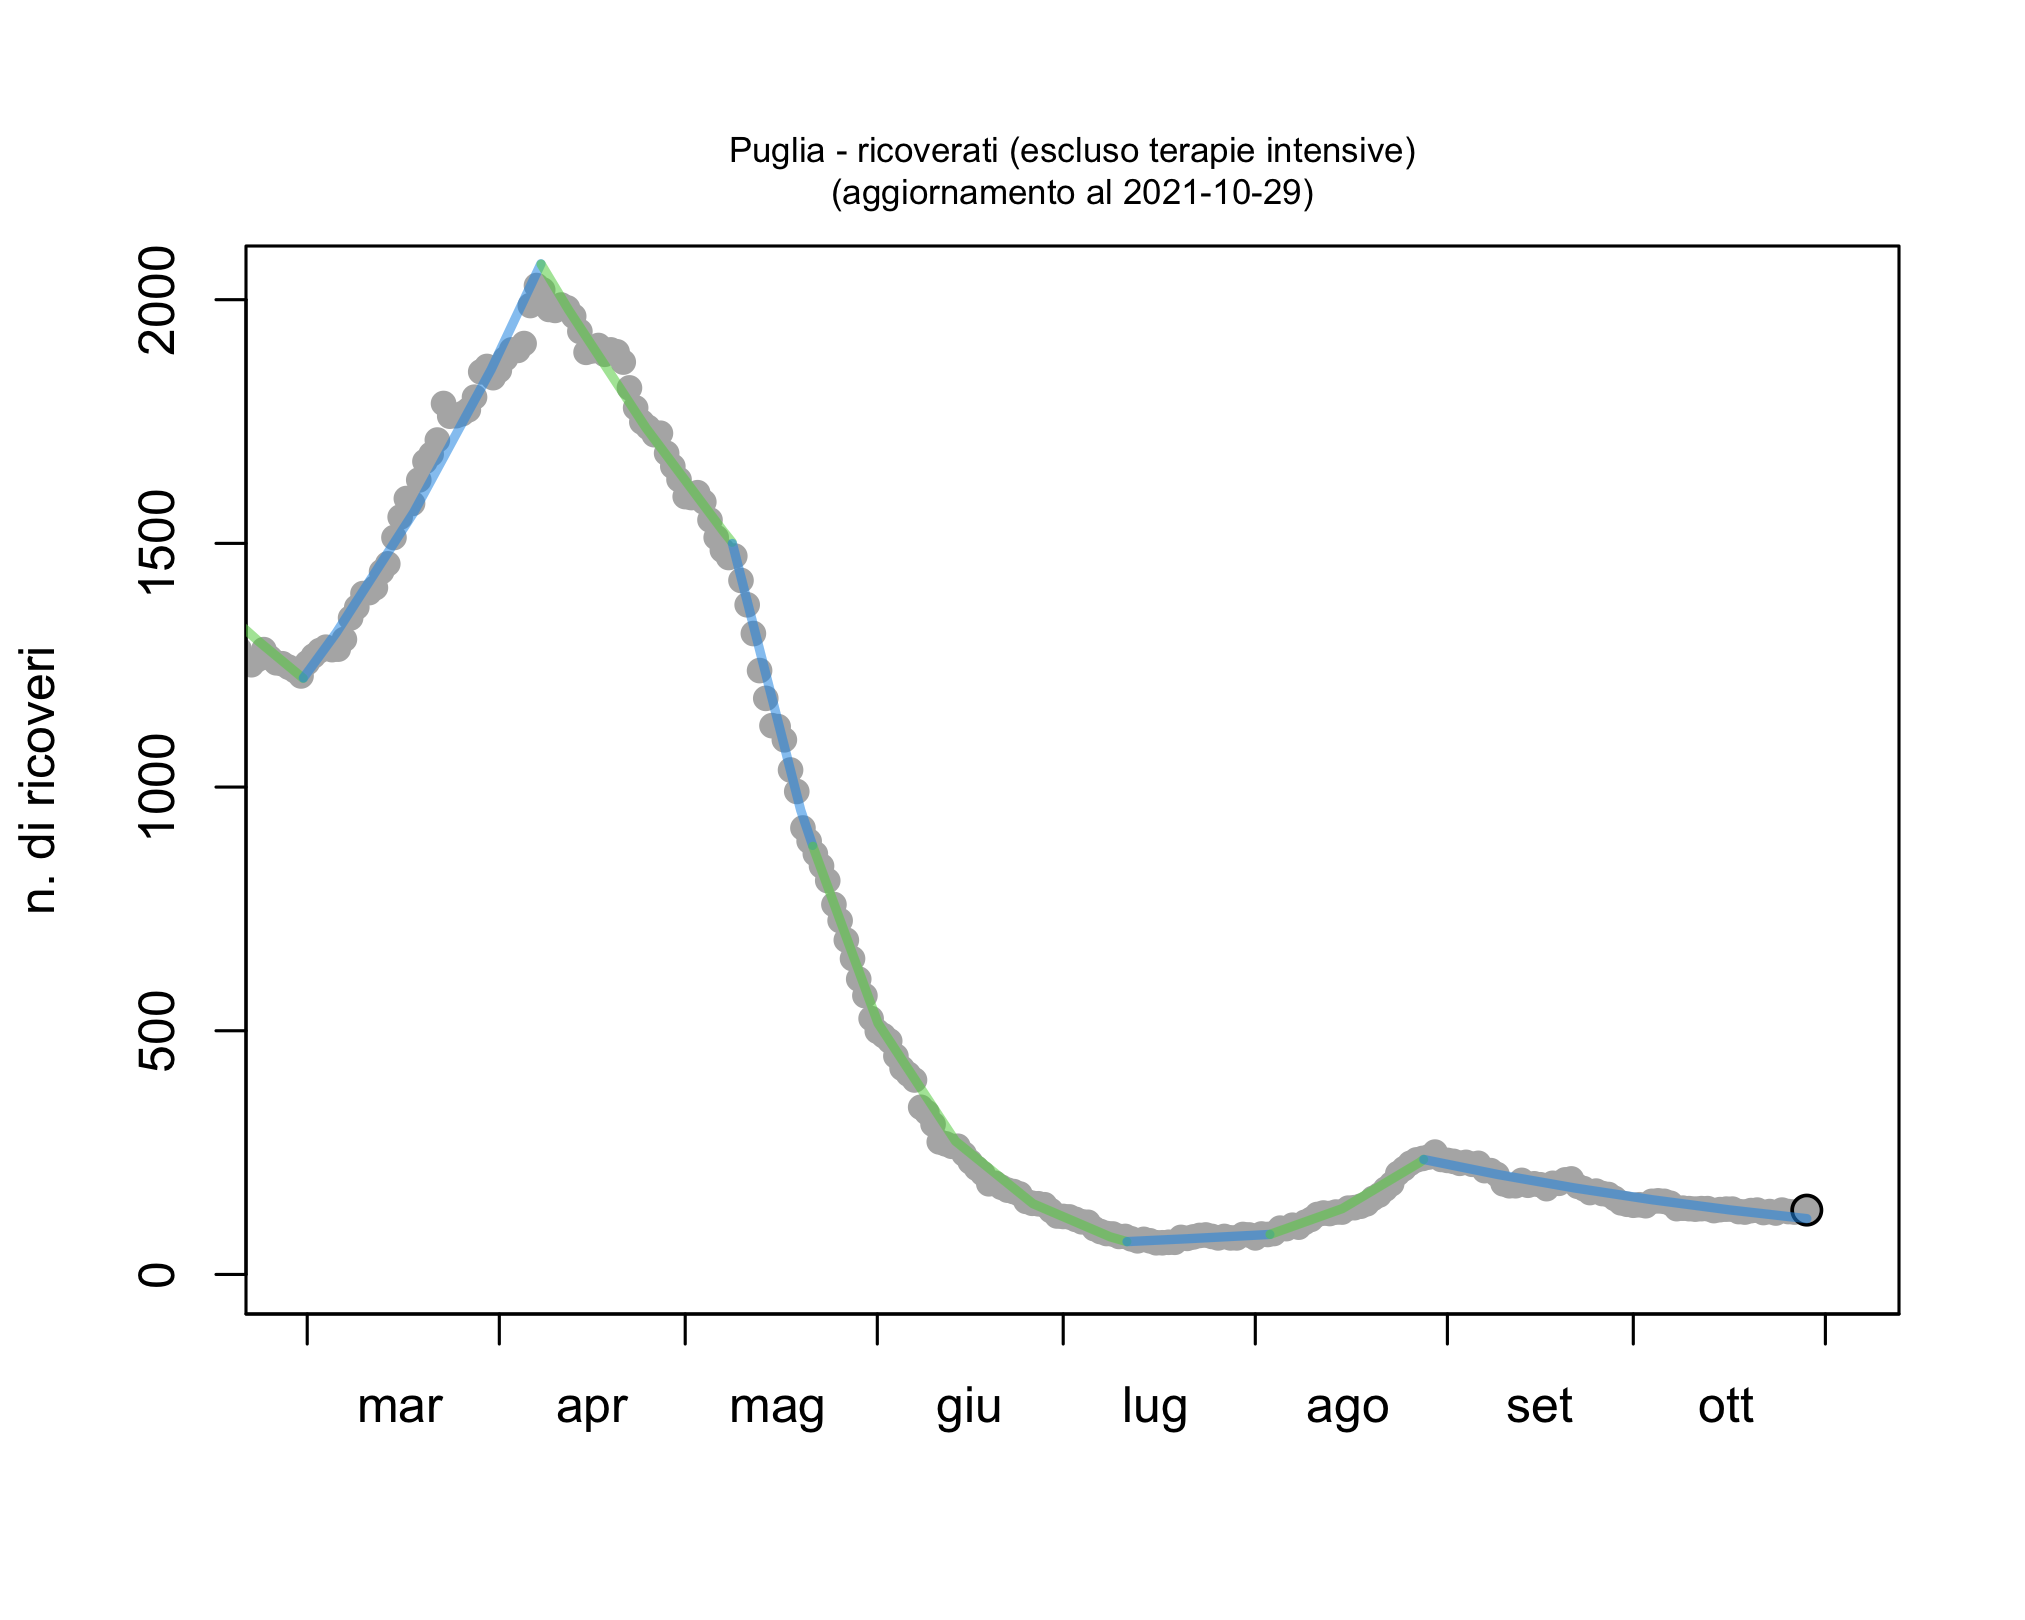 Puglia - ricoverati (escluso terapie intensive)
(aggiornamento al 2021-10-29)
n. di ricoveri
2000
1500
1000
500
0
mar apr mag giu lug ago set ott